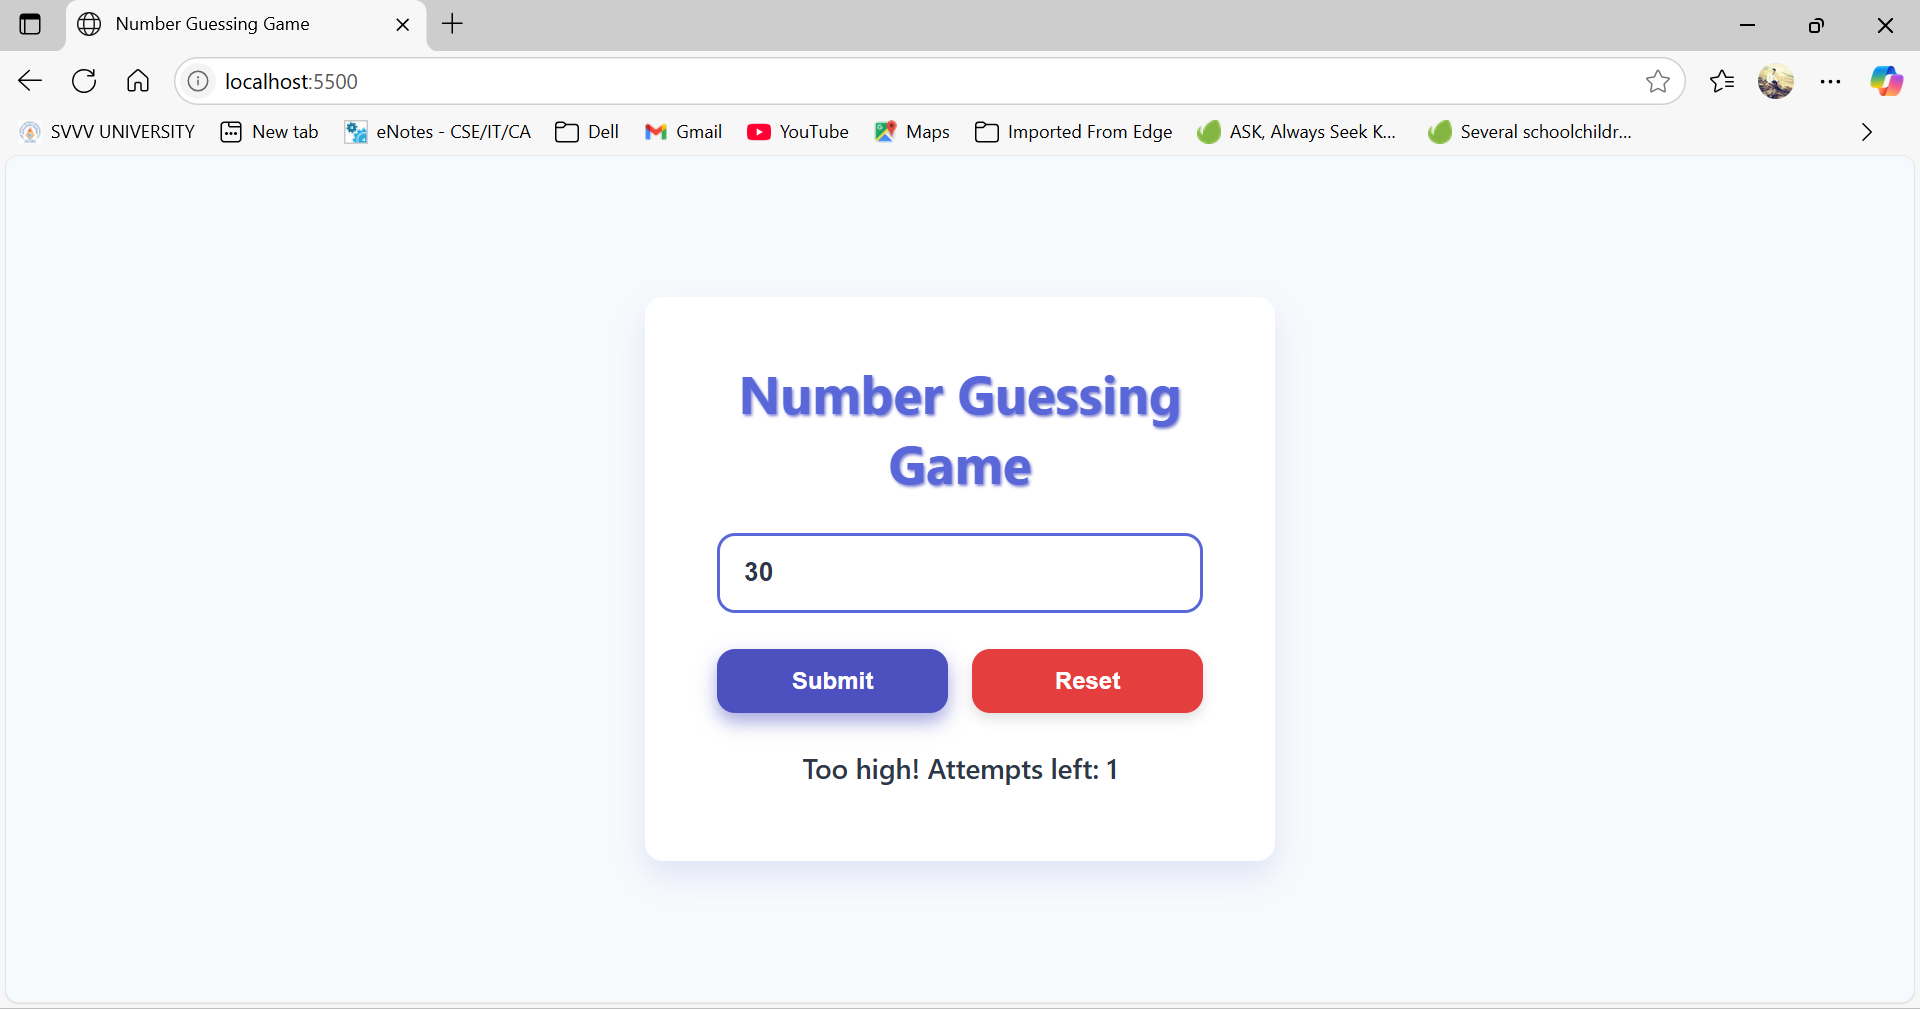 Number Guessing Game
localhost:5500
SVVV UNIVERSITY New tab eNotes - CSE/IT/CA Dell Gmail YouTube Maps Imported From Edge ASK, Always Seek K... Several schoolchildr...
Number Guessing
Game
30
Submit Reset
Too high! Attempts left: 1